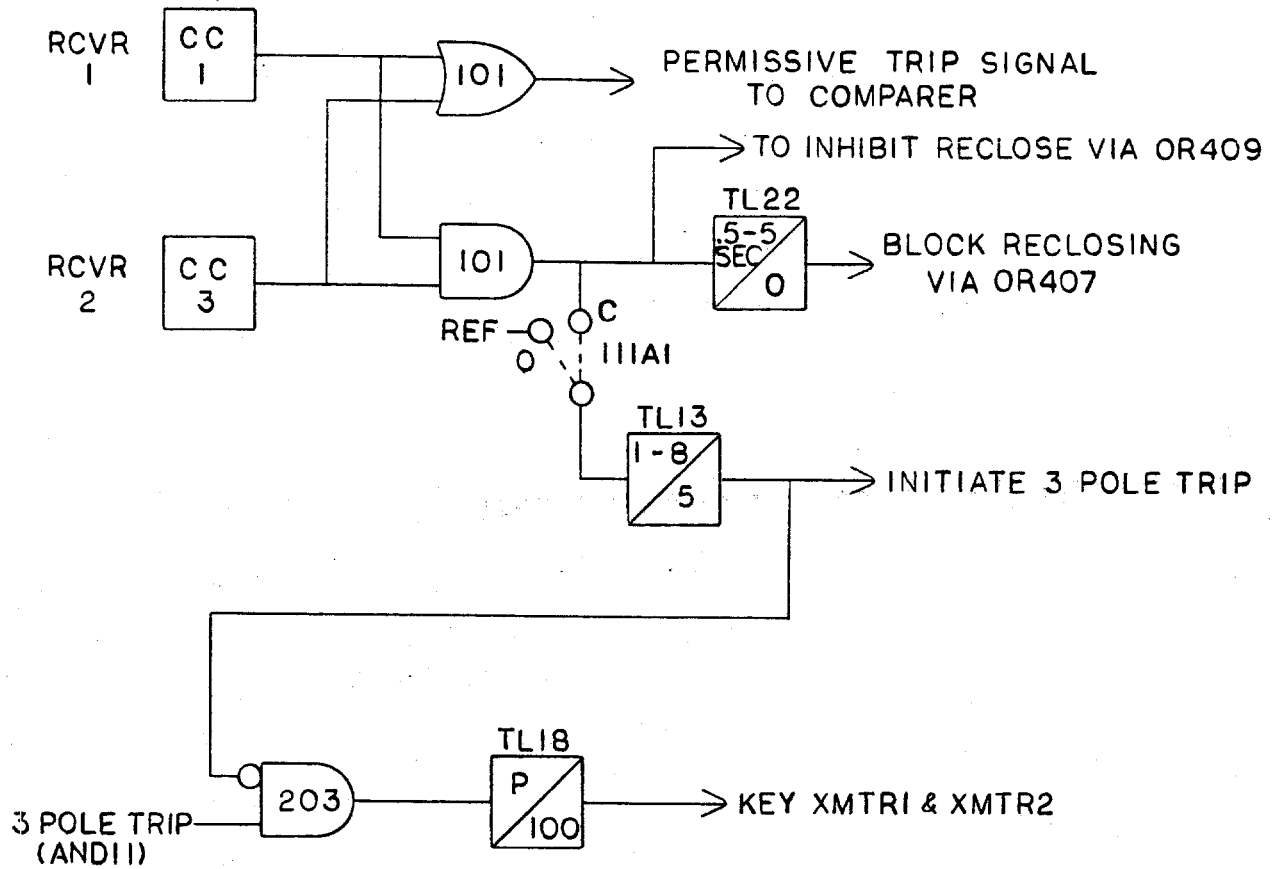 RCVR
1
CC
1
101
PERMISSIVE TRIP SIGNAL
TO COMPARER
TO INHIBIT RECLOSE VIA OR409
TL22
.5-5
SEC
0
BLOCK RECLOSING
VIA OR407
RCVR
2
CC
3
101
REF
O
C
111A1
TL13
1-8
5
INITIATE 3 POLE TRIP
TL18
P
100
203
KEY XMTR1 & XMTR2
3 POLE TRIP
(AND11)